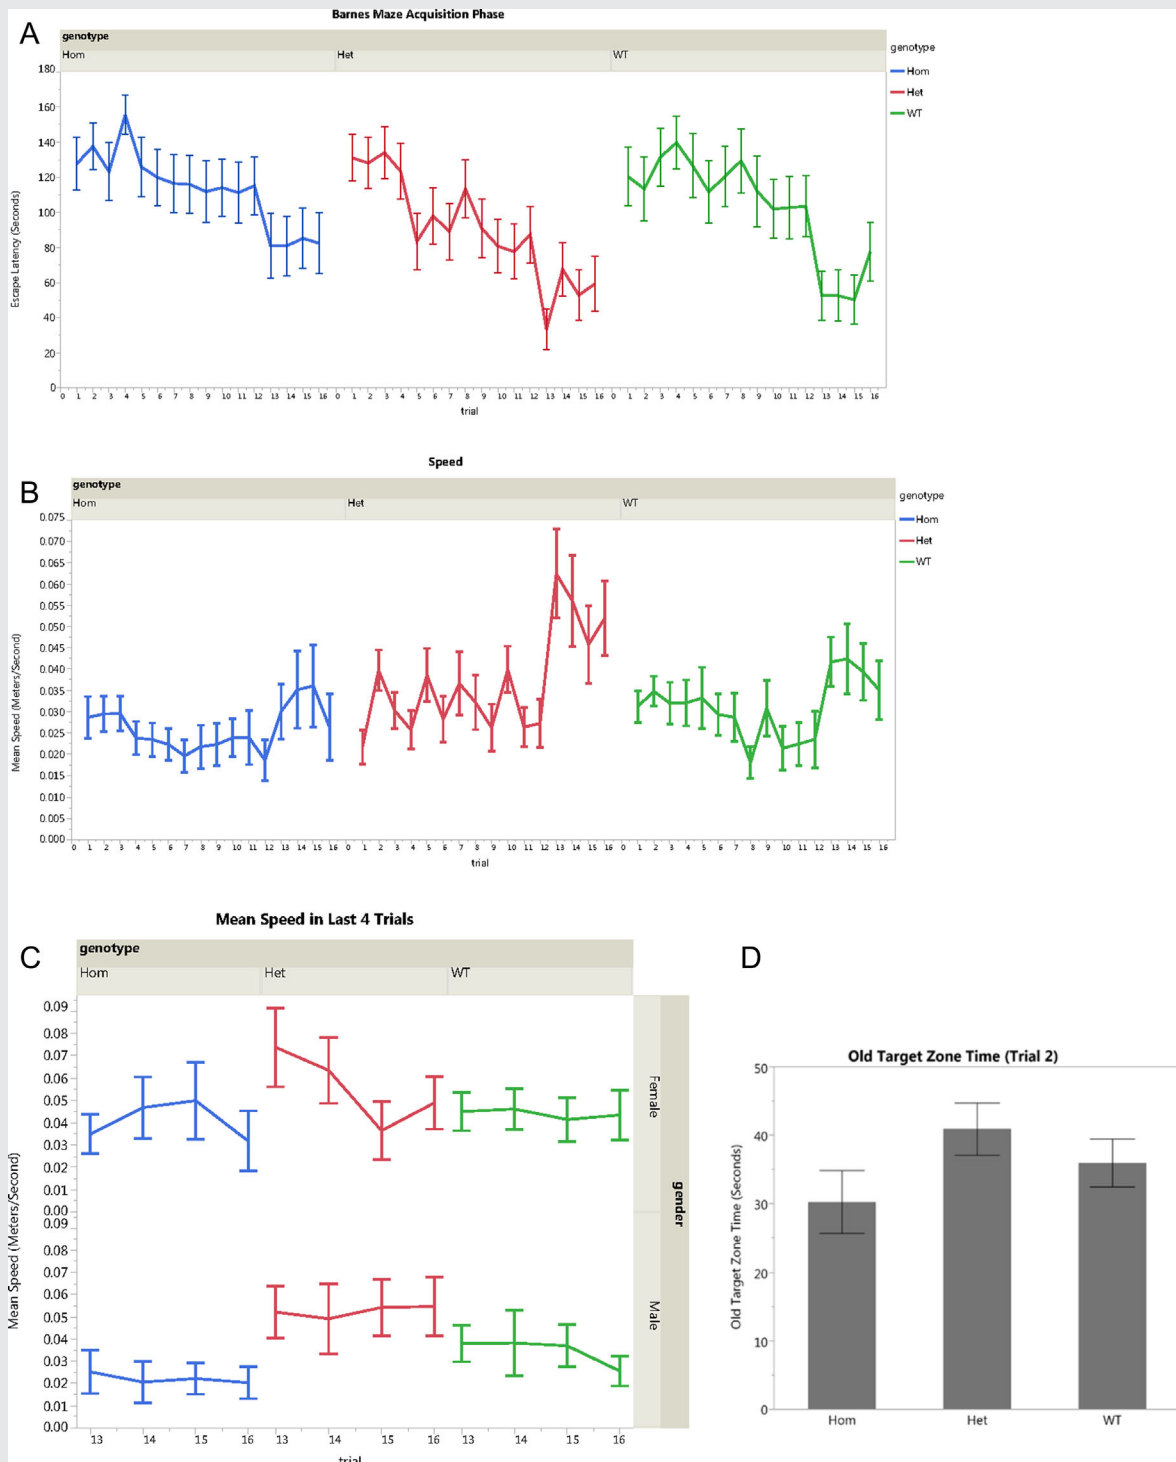 A
Barnes Maze Acquisition Phase
genotype
Hom Het WT
genotype
Hom
Het
WT
180
160
140
120
100
80
60
40
20
0
Escape Latency (Seconds)
0 1 2 3 4 5 6 7 8 9 10 11 12 13 14 15 16 0 1 2 3 4 5 6 7 8 9 10 11 12 13 14 15 16 0 1 2 3 4 5 6 7 8 9 10 11 12 13 14 15 16
trial
B
Speed
genotype
Hom Het WT
genotype
Hom
Het
WT
0.075
0.070
0.065
0.060
0.055
0.050
0.045
0.040
0.035
0.030
0.025
0.020
0.015
0.010
0.005
0.000
Mean Speed (Meters/Second)
0 1 2 3 4 5 6 7 8 9 10 11 12 13 14 15 16 0 1 2 3 4 5 6 7 8 9 10 11 12 13 14 15 16 0 1 2 3 4 5 6 7 8 9 10 11 12 13 14 15 16
trial
C
Mean Speed in Last 4 Trials
genotype
Hom Het WT
0.09
0.08
0.07
0.06
0.05
0.04
0.03
0.02
0.01
0.00
0.09
0.08
0.07
0.06
0.05
0.04
0.03
0.02
0.01
0.00
Mean Speed (Meters/Second)
Female
Male
gender
13 14 15 16 13 14 15 16 13 14 15 16
trial
D
Old Target Zone Time (Trial 2)
50
40
30
20
10
0
Old Target Zone Time (Seconds)
Hom Het WT